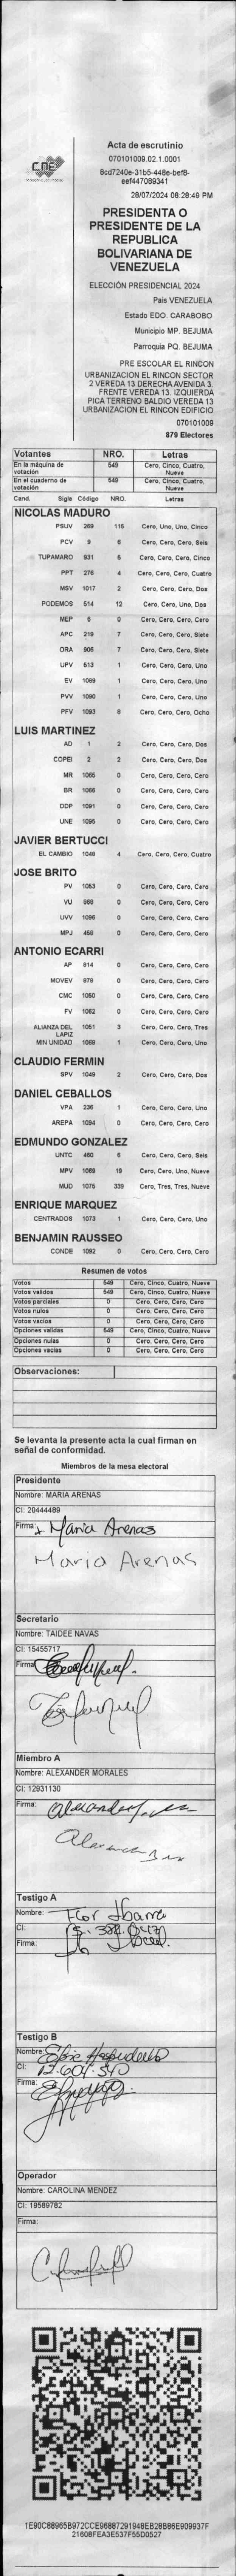 CNE
Acta de escrutinio
070101009.02.1.0001
8cd7240e-31b5-448e-bef8-
eef447089341
28/07/2024 08:28:49 PM
PRESIDENTA O
PRESIDENTE DE LA
REPUBLICA
BOLIVARIANA DE
VENEZUELA
ELECCIÓN PRESIDENCIAL 2024
Pais VENEZUELA
Estado EDO. CARABOBO
Municipio MP. BEJUMA
Parroquia PQ. BEJUMA
PRE ESCOLAR EL RINCON
URBANIZACION EL RINCON SECTOR
2 VEREDA 13 DERECHA AVENIDA 3.
FRENTE VEREDA 13. IZQUIERDA
PICA TERRENO BALDIO VEREDA 13
URBANIZACION EL RINCON EDIFICIO
070101009
879 Electores
Votantes NRO. Letras
En la máquina de votación 549 Cero, Cinco, Cuatro, Nueve
En el cuaderno de votación 549 Cero, Cinco, Cuatro, Nueve
Cand. Sigla Código NRO. Letras
NICOLAS MADURO
PSUV 269 115 Cero, Uno, Uno, Cinco
PCV 9 6 Cero, Cero, Cero, Seis
TUPAMARO 931 5 Cero, Cero, Cero, Cinco
PPT 276 4 Cero, Cero, Cero, Cuatro
MSV 1017 2 Cero, Cero, Cero, Dos
PODEMOS 514 12 Cero, Cero, Uno, Dos
MEP 6 0 Cero, Cero, Cero, Cero
APC 219 7 Cero, Cero, Cero, Siete
ORA 906 7 Cero, Cero, Cero, Siete
UPV 613 1 Cero, Cero, Cero, Uno
EV 1089 1 Cero, Cero, Cero, Uno
PVV 1090 1 Cero, Cero, Cero, Uno
PFV 1093 8 Cero, Cero, Cero, Ocho
LUIS MARTINEZ
AD 1 2 Cero, Cero, Cero, Dos
COPEI 2 2 Cero, Cero, Cero, Dos
MR 1065 0 Cero, Cero, Cero, Cero
BR 1066 0 Cero, Cero, Cero, Cero
DDP 1091 0 Cero, Cero, Cero, Cero
UNE 1095 0 Cero, Cero, Cero, Cero
JAVIER BERTUCCI
EL CAMBIO 1046 4 Cero, Cero, Cero, Cuatro
JOSE BRITO
PV 1053 0 Cero, Cero, Cero, Cero
VU 968 0 Cero, Cero, Cero, Cero
UVV 1096 0 Cero, Cero, Cero, Cero
MPJ 458 0 Cero, Cero, Cero, Cero
ANTONIO ECARRI
AP 814 0 Cero, Cero, Cero, Cero
MOVEV 978 0 Cero, Cero, Cero, Cero
CMC 1050 0 Cero, Cero, Cero, Cero
FV 1062 0 Cero, Cero, Cero, Cero
ALIANZA DEL LAPIZ 1051 3 Cero, Cero, Cero, Tres
MIN UNIDAD 1068 1 Cero, Cero, Cero, Uno
CLAUDIO FERMIN
SPV 1049 2 Cero, Cero, Cero, Dos
DANIEL CEBALLOS
VPA 236 1 Cero, Cero, Cero, Uno
AREPA 1094 0 Cero, Cero, Cero, Cero
EDMUNDO GONZALEZ
UNTC 460 6 Cero, Cero, Cero, Seis
MPV 1069 19 Cero, Cero, Uno, Nueve
MUD 1075 339 Cero, Tres, Tres, Nueve
ENRIQUE MARQUEZ
CENTRADOS 1073 1 Cero, Cero, Cero, Uno
BENJAMIN RAUSSEO
CONDE 1092 0 Cero, Cero, Cero, Cero
Resumen de votos
Votos 549 Cero, Cinco, Cuatro, Nueve
Votos validos 549 Cero, Cinco, Cuatro, Nueve
Votos parciales 0 Cero, Cero, Cero, Cero
Votos nulos 0 Cero, Cero, Cero, Cero
Votos vacios 0 Cero, Cero, Cero, Cero
Opciones validas 549 Cero, Cinco, Cuatro, Nueve
Opciones nulas 0 Cero, Cero, Cero, Cero
Opciones vacias 0 Cero, Cero, Cero, Cero
Observaciones:
Se levanta la presente acta la cual firman en
señal de conformidad.
Miembros de la mesa electoral
Presidente
Nombre: MARIA ARENAS
CI: 20444489
Firma: Maria Arenas
Maria Arenas
Secretario
Nombre: TAIDEE NAVAS
CI: 15455717
Firma:
Miembro A
Nombre: ALEXANDER MORALES
CI: 12931130
Firma:
Testigo A
Nombre: Flor Ibarra
CI:
Firma:
Testigo B
Nombre:
CI: 12.601.540
Firma:
Operador
Nombre: CAROLINA MENDEZ
CI: 19589782
Firma:
1E90C88965B972CCE96887291948EB28B86E909937F
21608FEA3E537F55D0527